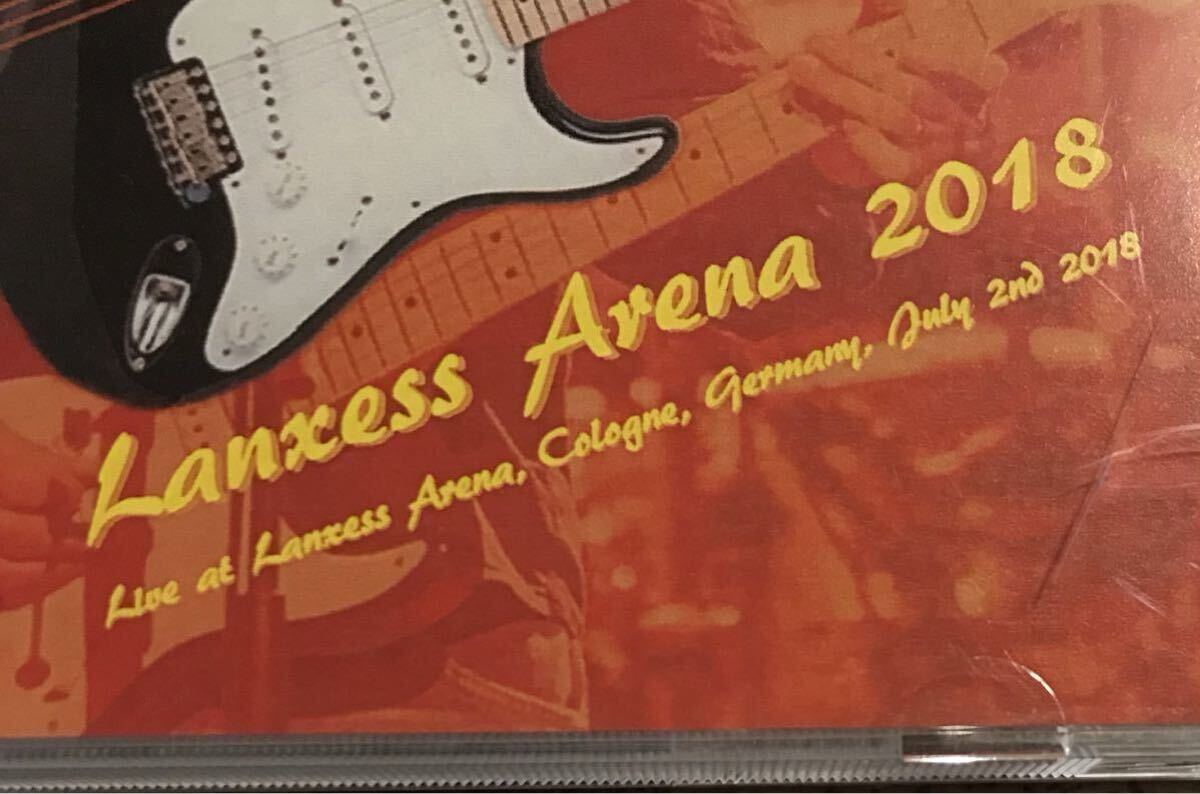 Lanxess Arena 2018
Live at Lanxess Arena, Cologne, Germany, July 2nd 2018